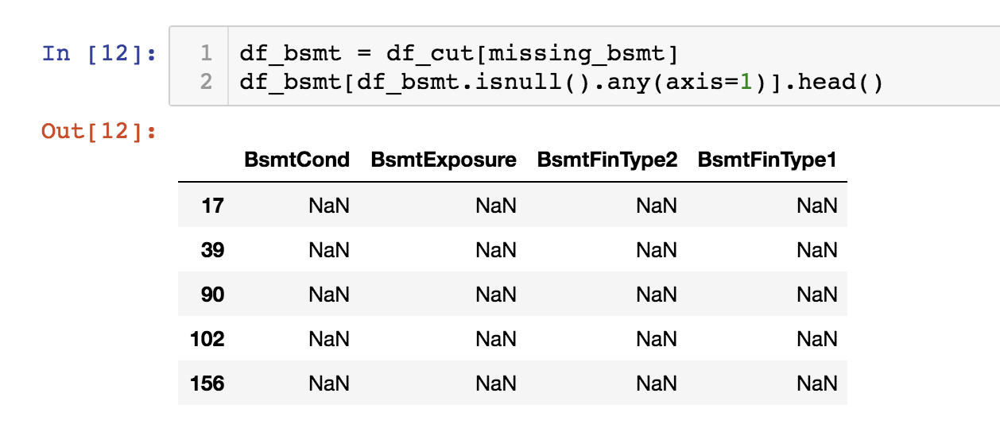 In [12]: 1 df_bsmt = df_cut[missing_bsmt]
2 df_bsmt[df_bsmt.isnull().any(axis=1)].head()
Out[12]:
BsmtCond BsmtExposure BsmtFinType2 BsmtFinType1
17 NaN NaN NaN NaN
39 NaN NaN NaN NaN
90 NaN NaN NaN NaN
102 NaN NaN NaN NaN
156 NaN NaN NaN NaN